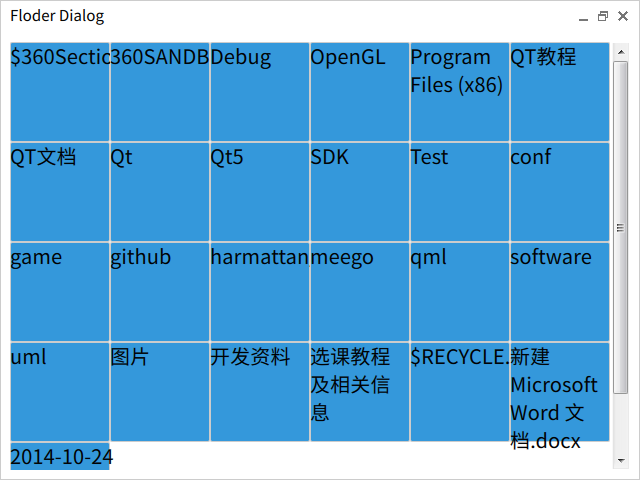 Floder Dialog
$360Sectio
360SANDB
Debug
OpenGL
Program
Files (x86)
QT教程
QT文档
Qt
Qt5
SDK
Test
conf
game
github
harmattan
meego
qml
software
uml
图片
开发资料
选课教程
及相关信
息
$RECYCLE.
新建
Microsoft
Word 文
档.docx
2014-10-24